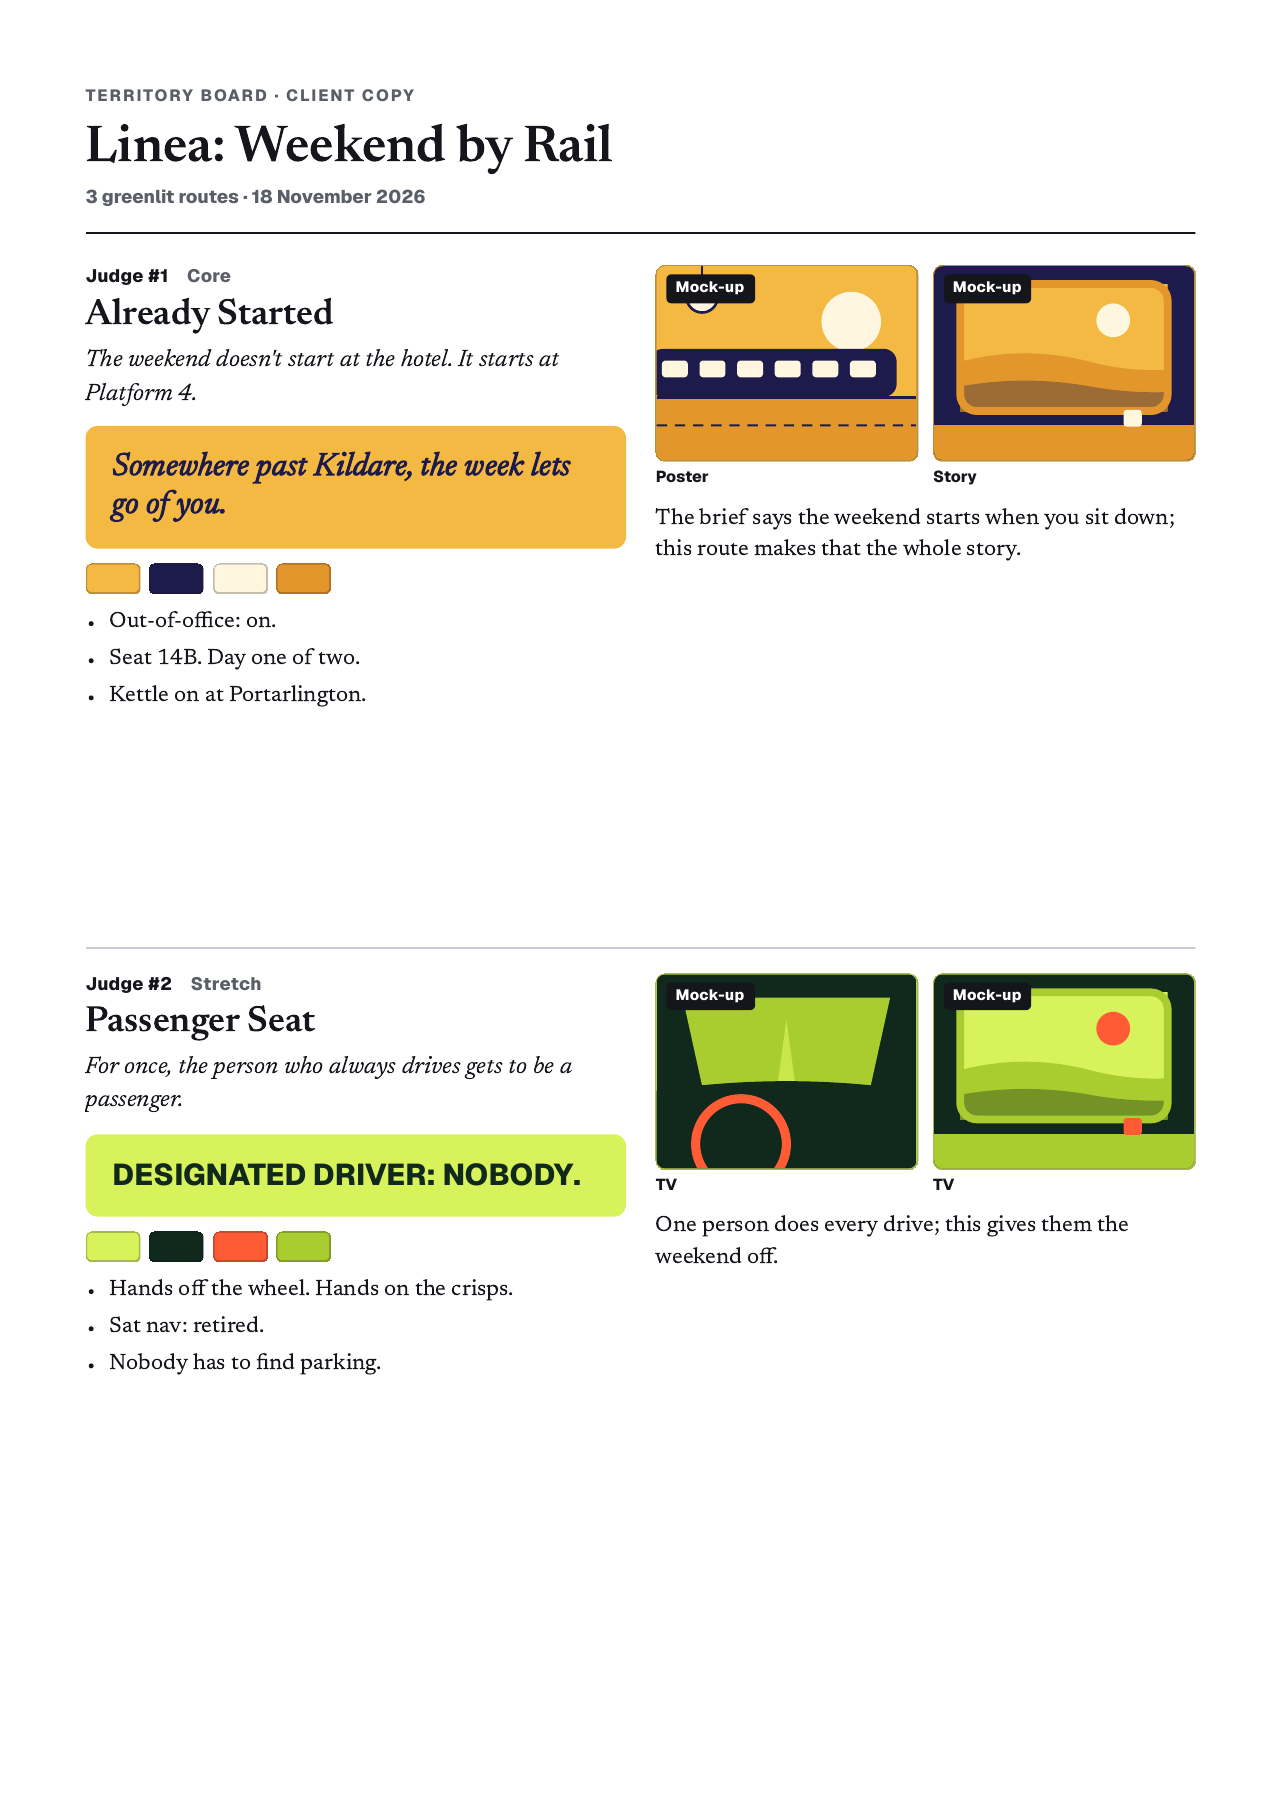 TERRITORY BOARD · CLIENT COPY
Linea: Weekend by Rail
3 greenlit routes · 18 November 2026
Judge #1 Core
Already Started
The weekend doesn't start at the hotel. It starts at
Platform 4.
Somewhere past Kildare, the week lets
go of you.
• Out-of-office: on.
• Seat 14B. Day one of two.
• Kettle on at Portarlington.
Mock-up
Mock-up
Poster
Story
The brief says the weekend starts when you sit down;
this route makes that the whole story.
Judge #2 Stretch
Passenger Seat
For once, the person who always drives gets to be a
passenger.
DESIGNATED DRIVER: NOBODY.
• Hands off the wheel. Hands on the crisps.
• Sat nav: retired.
• Nobody has to find parking.
Mock-up
Mock-up
TV
TV
One person does every drive; this gives them the
weekend off.